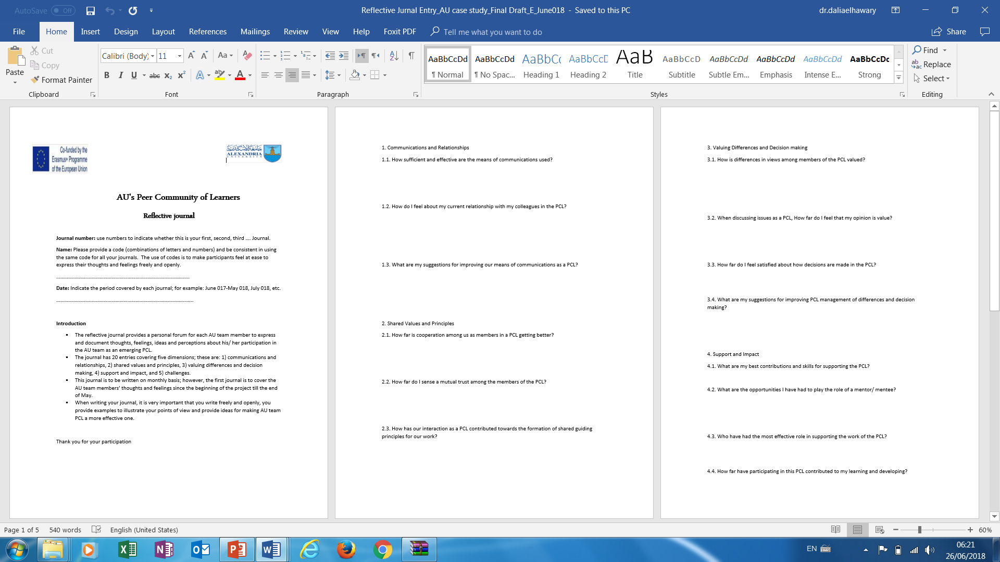 AutoSave Off
Reflective Jurnal Entry_AU case study_Final Draft_E_June018 - Saved to this PC
dr.daliaelhawary
File Home Insert Design Layout References Mailings Review View Help Foxit PDF Tell me what you want to do Share
Paste
Cut
Copy
Format Painter
Clipboard
Calibri (Body) 11
Font
Paragraph
AaBbCcDd AaBbCcDd AaBbCc AaBbCcD AaB AaBbCcD AaBbCcDd AaBbCcDd AaBbCcDd AaBbCcDc
¶ Normal ¶ No Spac... Heading 1 Heading 2 Title Subtitle Subtle Em... Emphasis Intense E... Strong
Styles
Find
Replace
Select
Editing
Co-funded by the
Erasmus+ Programme
of the European Union
جامعة الإسكندرية
ALEXANDRIA
UNIVERSITY
AU's Peer Community of Learners
Reflective journal
Journal number: use numbers to indicate whether this is your first, second, third .... Journal.
Name: Please provide a code (combinations of letters and numbers) and be consistent in using
the same code for all your journals. The use of codes is to make participants feel at ease to
express their thoughts and feelings freely and openly.
Date: Indicate the period covered by each journal; for example: June 017-May 018, July 018, etc.
Introduction
▪ The reflective journal provides a personal forum for each AU team member to express
and document thoughts, feelings, ideas and perceptions about his/ her participation in
the AU team as an emerging PCL.
▪ The journal has 20 entries covering five dimensions; these are: 1) communications and
relationships, 2) shared values and principles, 3) valuing differences and decision
making, 4) support and impact, and 5) challenges.
▪ This journal is to be written on monthly basis; however, the first journal is to cover the
AU team members' thoughts and feelings since the beginning of the project till the end
of May.
▪ When writing your journal, it is very important that you write freely and openly, you
provide examples to illustrate your points of view and provide ideas for making AU team
PCL a more effective one.
Thank you for your participation
1. Communications and Relationships
1.1. How sufficient and effective are the means of communications used?
1.2. How do I feel about my current relationship with my colleagues in the PCL?
1.3. What are my suggestions for improving our means of communications as a PCL?
2. Shared Values and Principles
2.1. How far is cooperation among us as members in a PCL getting better?
2.2. How far do I sense a mutual trust among the members of the PCL?
2.3. How has our interaction as a PCL contributed towards the formation of shared guiding
principles for our work?
3. Valuing Differences and Decision making
3.1. How is differences in views among members of the PCL valued?
3.2. When discussing issues as a PCL, How far do I feel that my opinion is value?
3.3. How far do I feel satisfied about how decisions are made in the PCL?
3.4. What are my suggestions for improving PCL management of differences and decision
making?
4. Support and Impact
4.1. What are my best contributions and skills for supporting the PCL?
4.2. What are the opportunities I have had to play the role of a mentor/ mentee?
4.3. Who have had the most effective role in supporting the work of the PCL?
4.4. How far have participating in this PCL contributed to my learning and developing?
Page 1 of 5 540 words English (United States) 60%
EN
06:21
26/06/2018